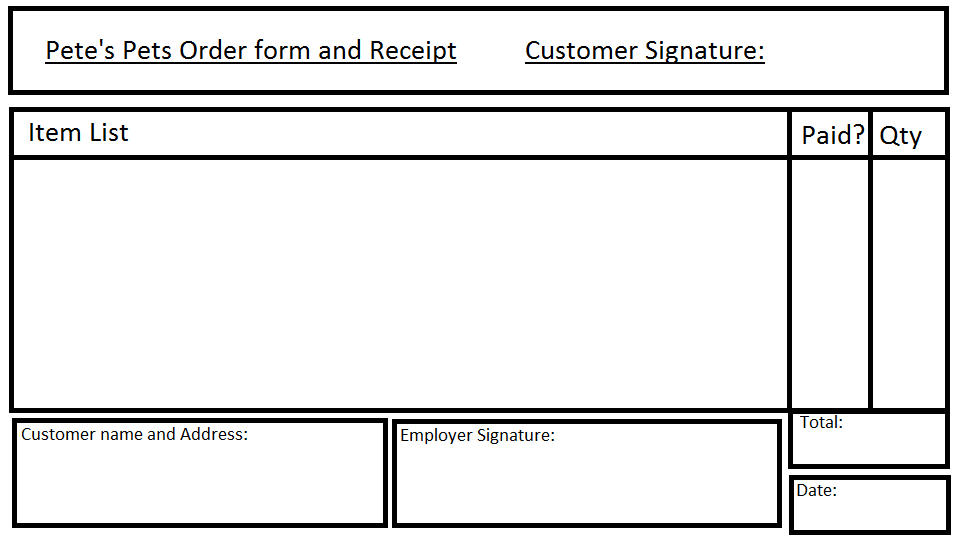 Pete's Pets Order form and Receipt Customer Signature:
Item List Paid? Qty
Customer name and Address: Employer Signature: Total:
Date: